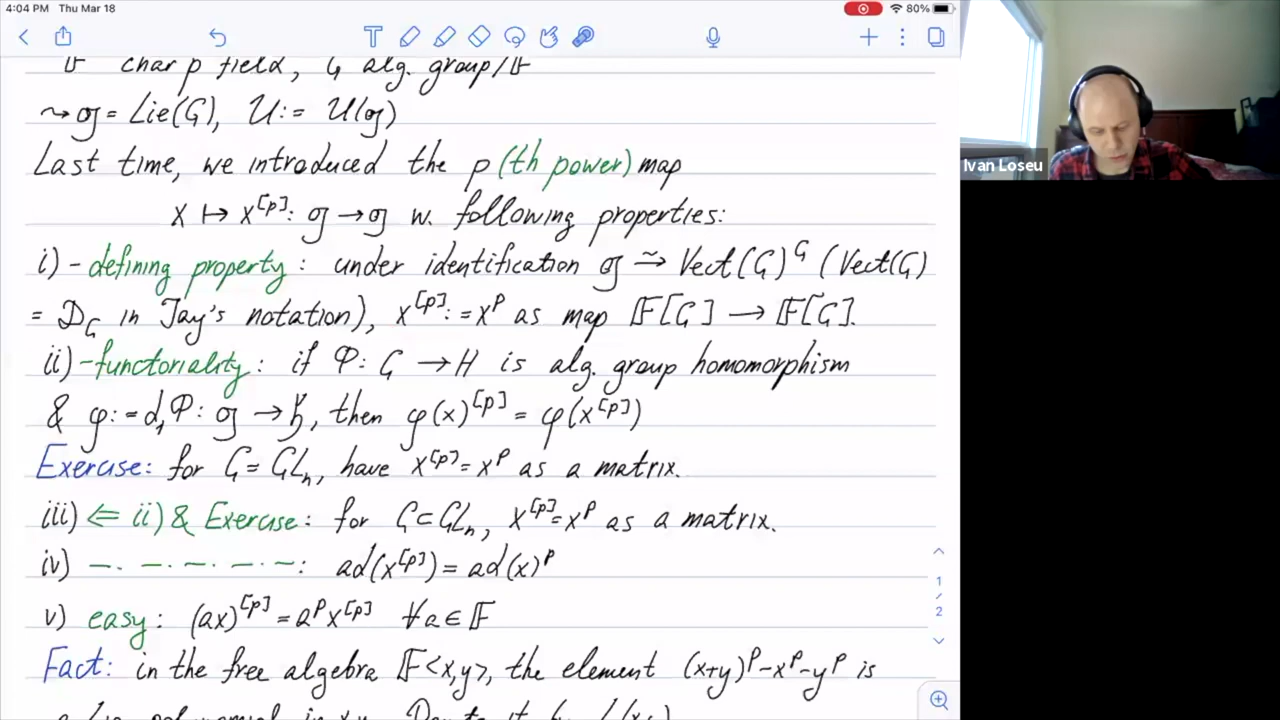 4:04 PM Thu Mar 18
80%
𝔽 char p field, G alg. group/𝔽
⇝ 𝔤 = Lie(G), U := U(𝔤)
Last time, we introduced the p (th power) map
x ↦ x^[p]: 𝔤 → 𝔤 w. following properties:
i) - defining property: under identification 𝔤 ≃ Vect(G)^G (Vect(G)
= D_G in Jay's notation), x^[p] := x^p as map 𝔽[G] → 𝔽[G].
ii) - functoriality: if Φ: G → H is alg. group homomorphism
& φ := d₁Φ: 𝔤 → 𝔥, then φ(x)^[p] = φ(x^[p])
Exercise: for G = GL_n, have x^[p] = x^p as a matrix.
iii) ⇐ ii) & Exercise: for G ⊂ GL_n, x^[p] = x^p as a matrix.
iv) —·—·—·—·—: ad(x^[p]) = ad(x)^p
v) easy: (ax)^[p] = a^p x^[p] ∀ a ∈ 𝔽
Fact: in the free algebra 𝔽<x,y>, the element (x+y)^p - x^p - y^p is
Ivan Loseu
1
/
2